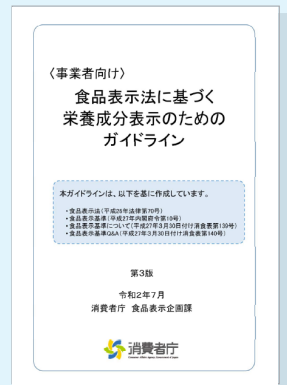 〈事業者向け〉
食品表示法に基づく
栄養成分表示のための
ガイドライン
本ガイドラインは、以下を基に作成しています。
・食品表示法(平成25年法律第70号)
・食品表示基準(平成27年内閣府令第10号)
・食品表示基準について(平成27年3月30日付け消食表第139号)
・食品表示基準Q&A(平成27年3月30日付け消食表第140号)
第3版
令和2年7月
消費者庁 食品表示企画課
消費者庁